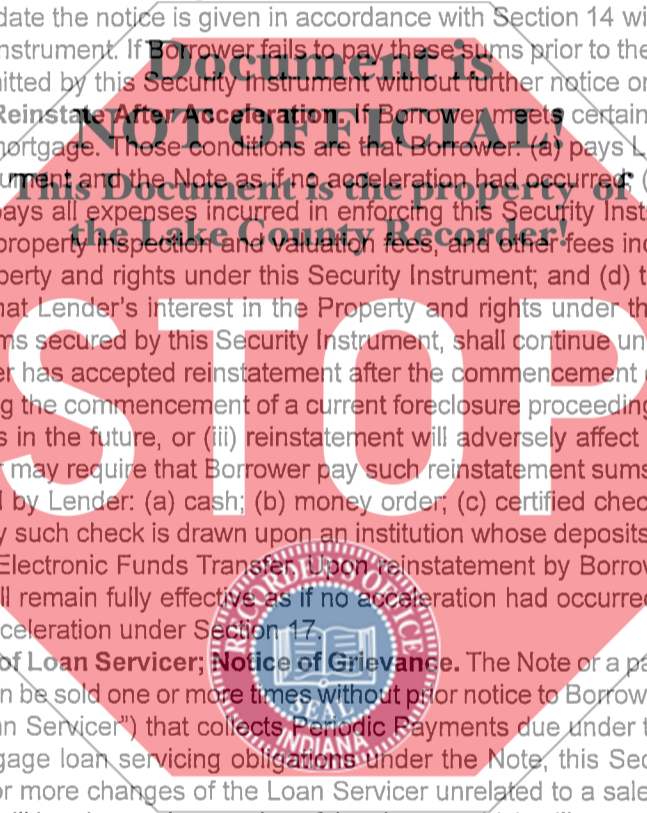 date the notice is given in accordance with Section 14 wi
nstrument. If Borrower fails to pay these sums prior to the
itted by this Security Instrument without further notice or
Reinstate After Acceleration. If Borrower meets certain
nortgage. Those conditions are that Borrower: (a) pays L
ument and the Note as if no acceleration had occurred; (
pays all expenses incurred in enforcing this Security Inst
property inspection and valuation fees, and other fees inc
perty and rights under this Security Instrument; and (d) t
hat Lender's interest in the Property and rights under th
ms secured by this Security Instrument, shall continue un
er has accepted reinstatement after the commencement
g the commencement of a current foreclosure proceeding
s in the future, or (iii) reinstatement will adversely affect
r may require that Borrower pay such reinstatement sums
d by Lender: (a) cash; (b) money order; (c) certified chec
y such check is drawn upon an institution whose deposits
Electronic Funds Transfer. Upon reinstatement by Borrow
ll remain fully effective as if no acceleration had occurred
cceleration under Section 17.
of Loan Servicer; Notice of Grievance. The Note or a pa
n be sold one or more times without prior notice to Borrow
n Servicer") that collects Periodic Payments due under t
gage loan servicing obligations under the Note, this Sec
or more changes of the Loan Servicer unrelated to a sale
Document is
NOT OFFICIAL!
This Document is the property of
the Lake County Recorder!
STOP
RECORDER'S OFFICE
SEAL
INDIANA